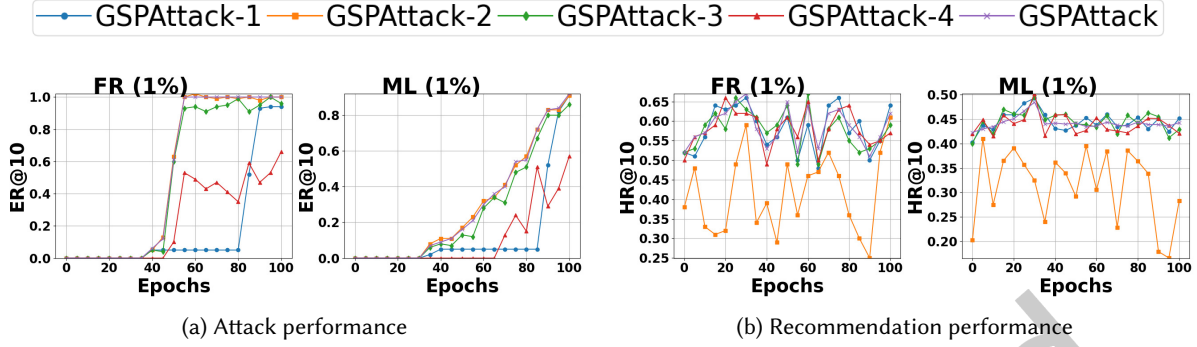 GSPAttack-1 GSPAttack-2 GSPAttack-3 GSPAttack-4 GSPAttack
FR (1%)
1.0
0.8
0.6
0.4
0.2
0.0
ER@10
0 20 40 60 80 100
Epochs
ML (1%)
0.8
0.6
0.4
0.2
0.0
ER@10
0 20 40 60 80 100
Epochs
(a) Attack performance
FR (1%)
0.65
0.60
0.55
0.50
0.45
0.40
0.35
0.30
0.25
HR@10
0 20 40 60 80 100
Epochs
ML (1%)
0.50
0.45
0.40
0.35
0.30
0.25
0.20
HR@10
0 20 40 60 80 100
Epochs
(b) Recommendation performance